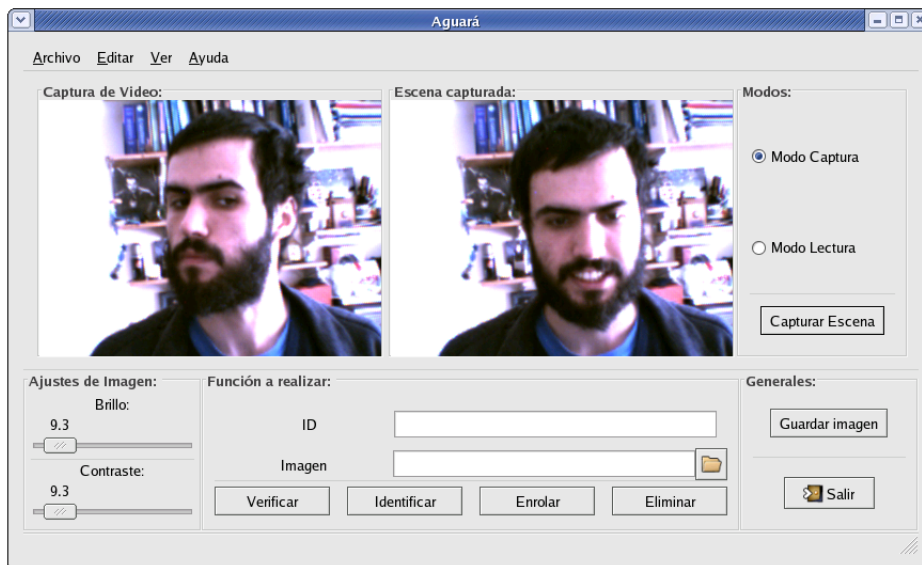 Aguará
Archivo Editar Ver Ayuda
Captura de Video:
Escena capturada:
Modos:
Modo Captura
Modo Lectura
Capturar Escena
Ajustes de Imagen:
Brillo:
9.3
Contraste:
9.3
Función a realizar:
ID
Imagen
Verificar Identificar Enrolar Eliminar
Generales:
Guardar imagen
Salir